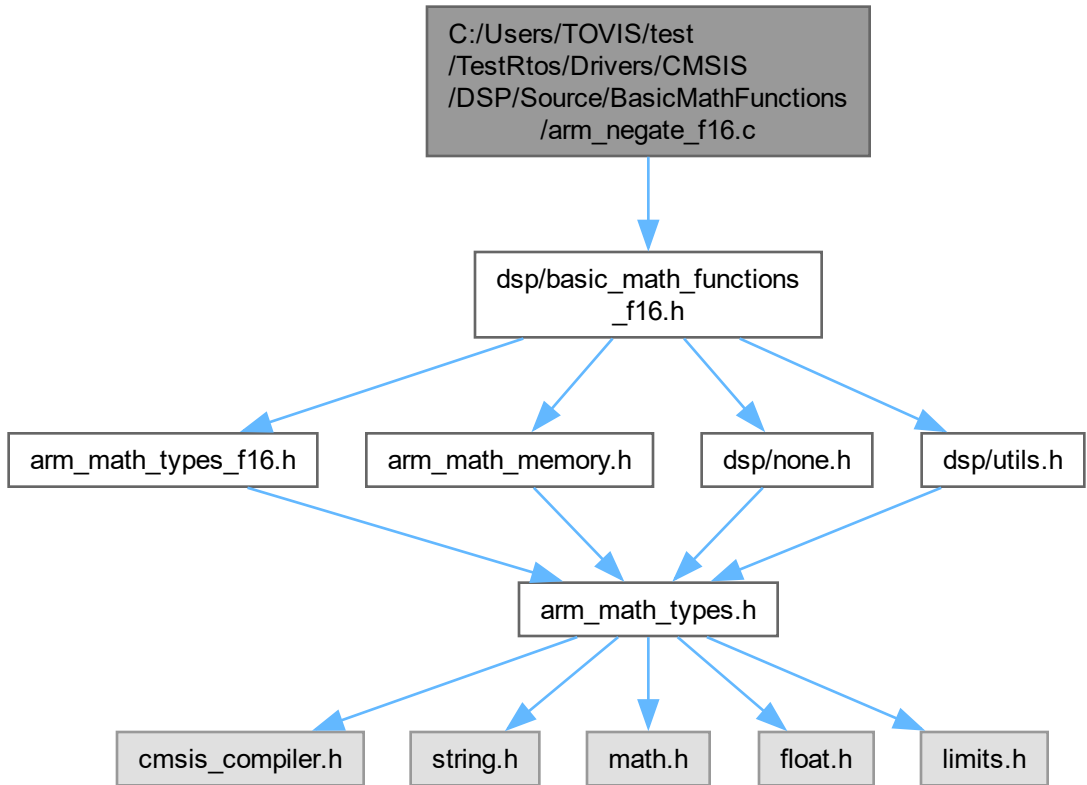 C:/Users/TOVIS/test
/TestRtos/Drivers/CMSIS
/DSP/Source/BasicMathFunctions
/arm_negate_f16.c
dsp/basic_math_functions
_f16.h
arm_math_types_f16.h
arm_math_memory.h
dsp/none.h
dsp/utils.h
arm_math_types.h
cmsis_compiler.h
string.h
math.h
float.h
limits.h